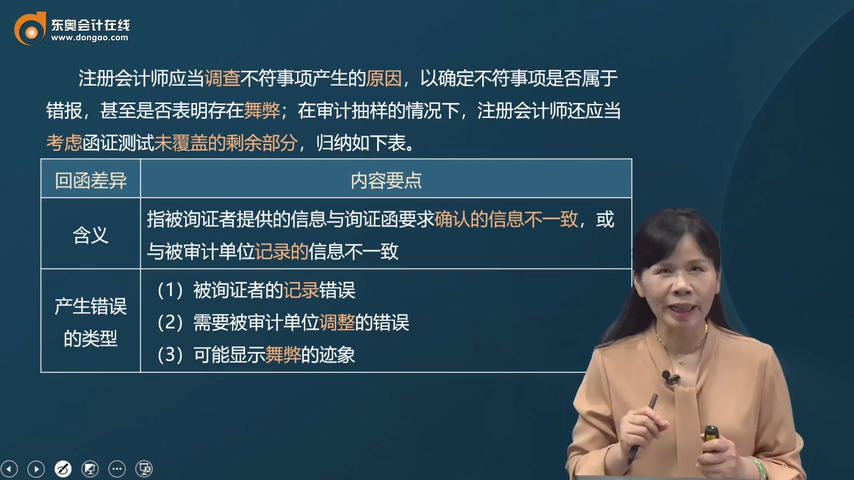 东奥会计在线
www.dongao.com
注册会计师应当调查不符事项产生的原因，以确定不符事项是否属于
错报，甚至是否表明存在舞弊；在审计抽样的情况下，注册会计师还应当
考虑函证测试未覆盖的剩余部分，归纳如下表。
回函差异 内容要点
含义
指被询证者提供的信息与询证函要求确认的信息不一致，或
与被审计单位记录的信息不一致
产生错误
的类型
（1）被询证者的记录错误
（2）需要被审计单位调整的错误
（3）可能显示舞弊的迹象